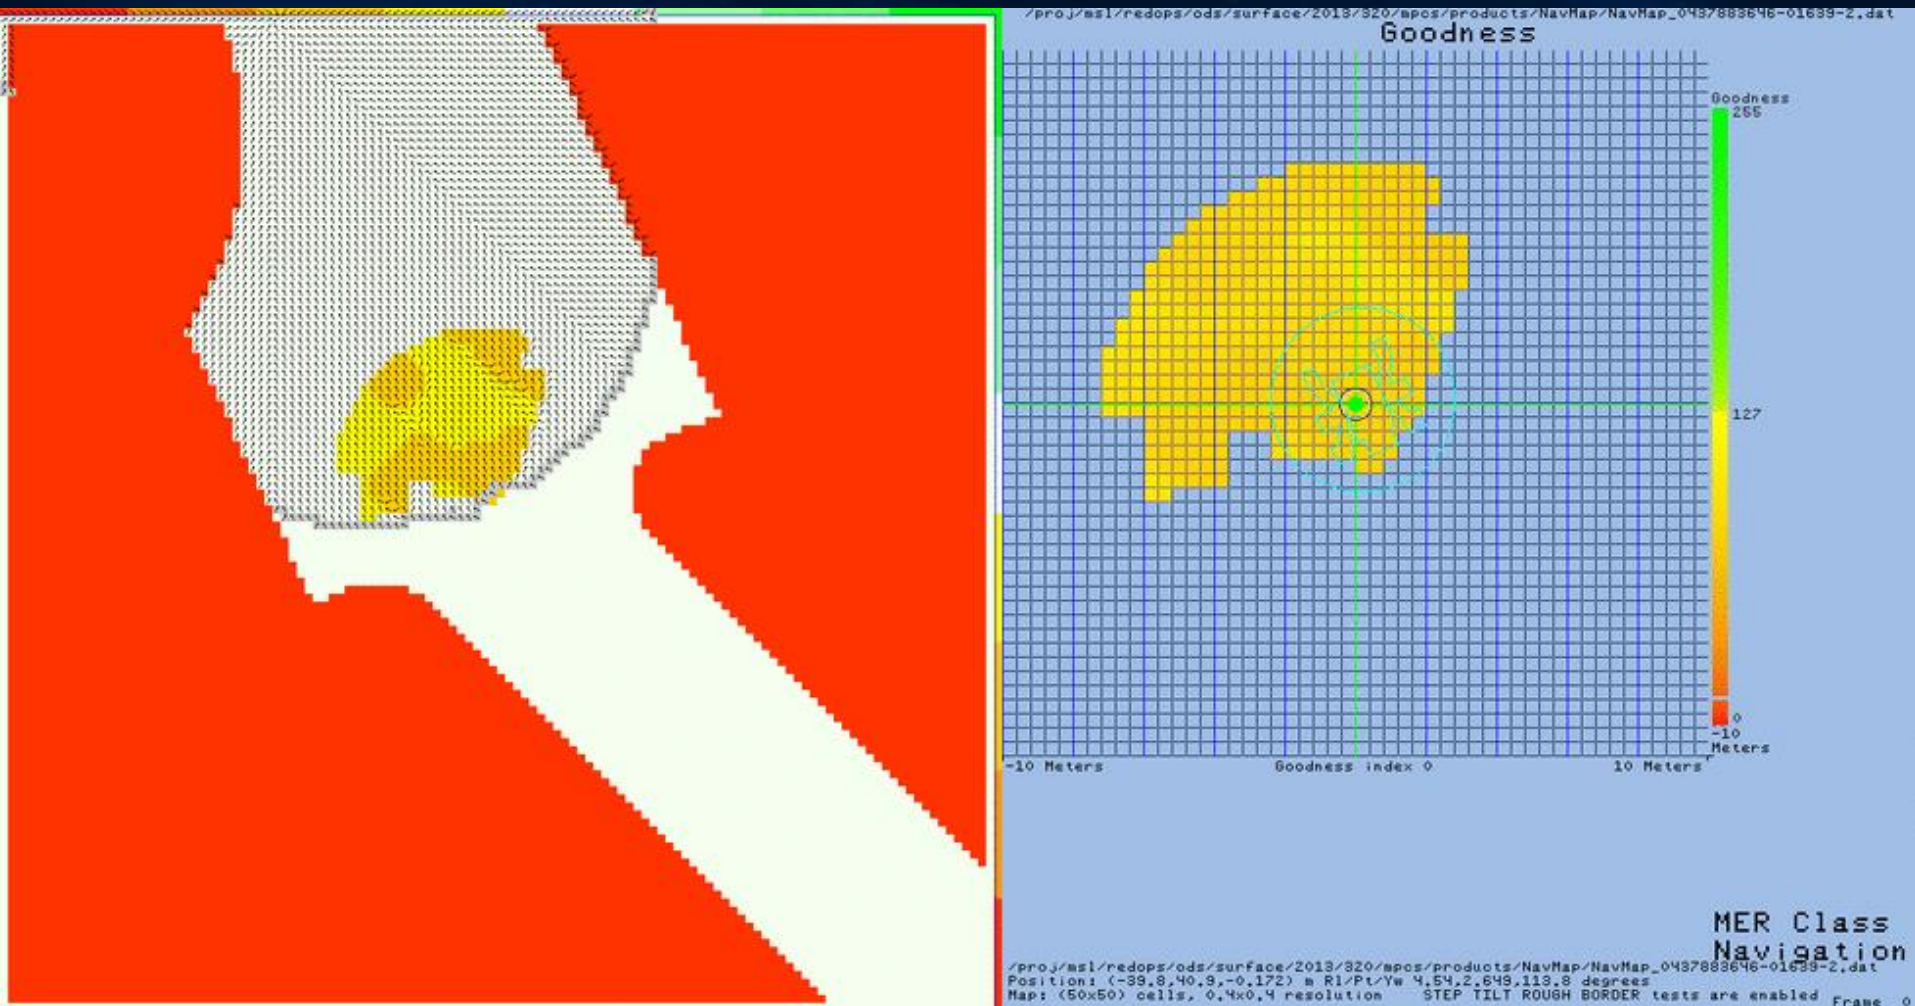 /proj/msl/redops/ods/surface/2013/320/mpcs/products/NavMap/NavMap_0437883646-01639-2.dat
Goodness
Goodness
255
127
0
-10
Meters
-10 Meters
Goodness index 0
10 Meters
MER Class
Navigation
/proj/msl/redops/ods/surface/2013/320/mpcs/products/NavMap/NavMap_0437883646-01639-2.dat
Position: (-39.8,40.9,-0.172) m Rl/Pt/Yw 4.54,2.649,113.8 degrees
Map: (50x50) cells, 0.4x0.4 resolution STEP TILT ROUGH BORDER tests are enabled
Frame 0